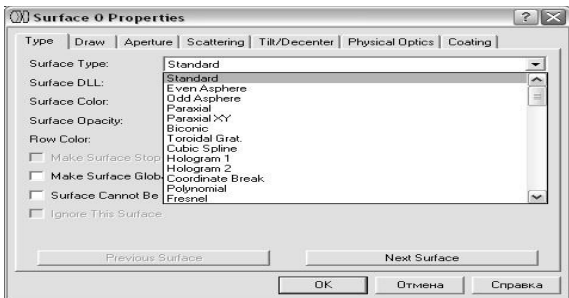 Surface 0 Properties
Type Draw Aperture Scattering Tilt/Decenter Physical Optics Coating
Surface Type: Standard
Surface DLL:
Surface Color:
Surface Opacity:
Row Color:
Standard
Even Asphere
Odd Asphere
Paraxial
Paraxial XY
Biconic
Toroidal Grat.
Cubic Spline
Hologram 1
Hologram 2
Coordinate Break
Polynomial
Fresnel
Make Surface Stop
Make Surface Glob
Surface Cannot Be
Ignore This Surface
Previous Surface Next Surface
OK Отмена Справка